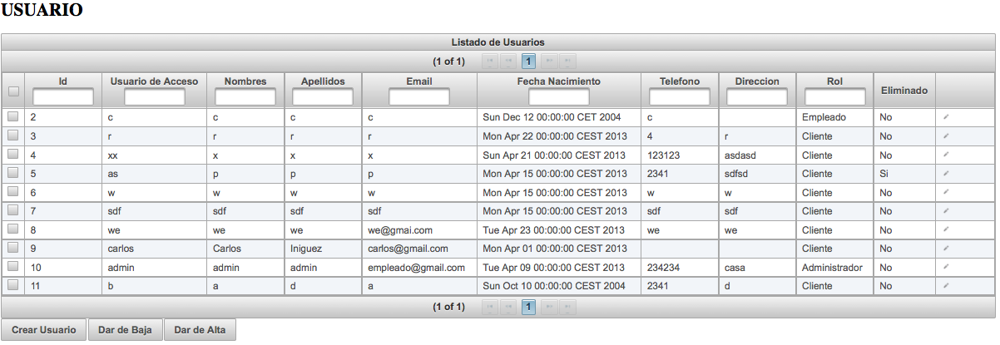 USUARIO
Listado de Usuarios
(1 of 1) 1
Id Usuario de Acceso Nombres Apellidos Email Fecha Nacimiento Telefono Direccion Rol Eliminado
2 c c c c Sun Dec 12 00:00:00 CET 2004 c Empleado No
3 r r r r Mon Apr 22 00:00:00 CEST 2013 4 r Cliente No
4 xx x x x Sun Apr 21 00:00:00 CEST 2013 123123 asdasd Cliente No
5 as p p p Mon Apr 15 00:00:00 CEST 2013 2341 sdfsd Cliente Si
6 w w w w Mon Apr 15 00:00:00 CEST 2013 w w Cliente No
7 sdf sdf sdf sdf Mon Apr 15 00:00:00 CEST 2013 sdf sdf Cliente No
8 we we we we@gmai.com Tue Apr 23 00:00:00 CEST 2013 we we Cliente No
9 carlos Carlos Iniguez carlos@gmail.com Mon Apr 01 00:00:00 CEST 2013 Cliente No
10 admin admin admin empleado@gmail.com Tue Apr 09 00:00:00 CEST 2013 234234 casa Administrador No
11 b a d a Sun Oct 10 00:00:00 CEST 2004 2341 d Cliente No
(1 of 1) 1
Crear Usuario Dar de Baja Dar de Alta